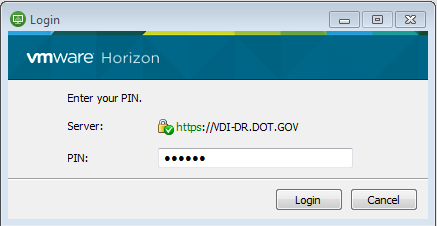 Login
vmware Horizon
Enter your PIN.
Server: https://VDI-DR.DOT.GOV
PIN: ••••••
Login Cancel